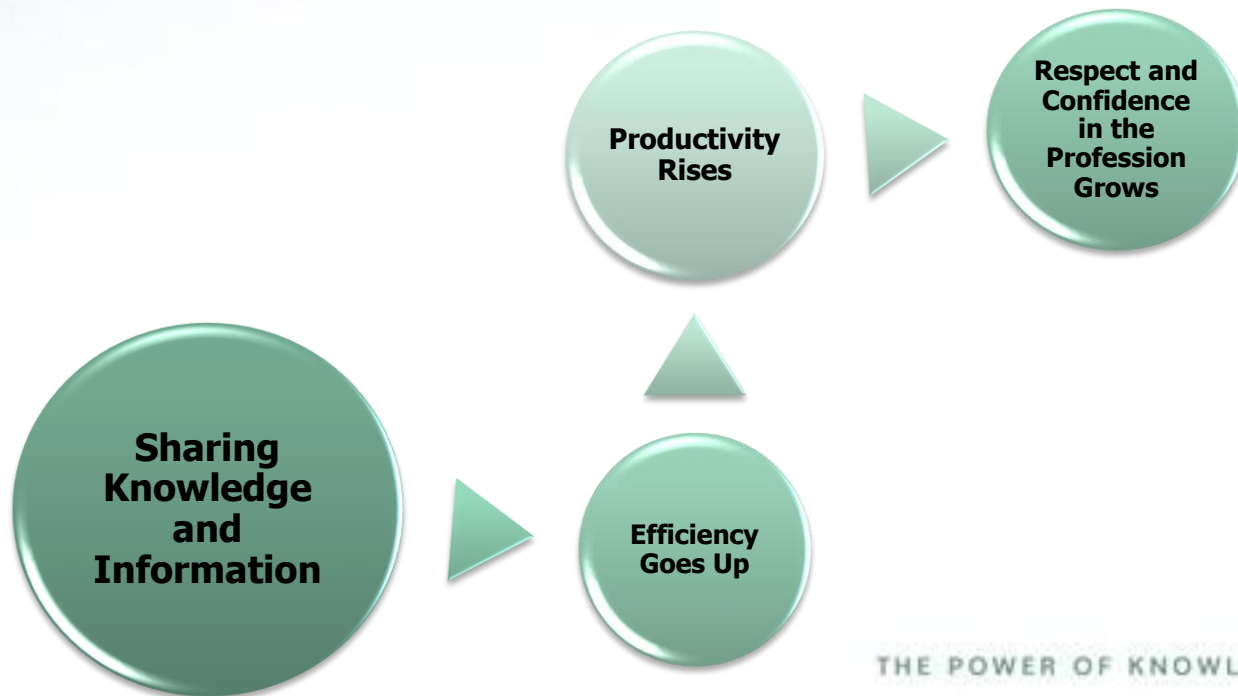 Sharing
Knowledge
and
Information
Efficiency
Goes Up
Productivity
Rises
Respect and
Confidence
in the
Profession
Grows
THE POWER OF KNOWL